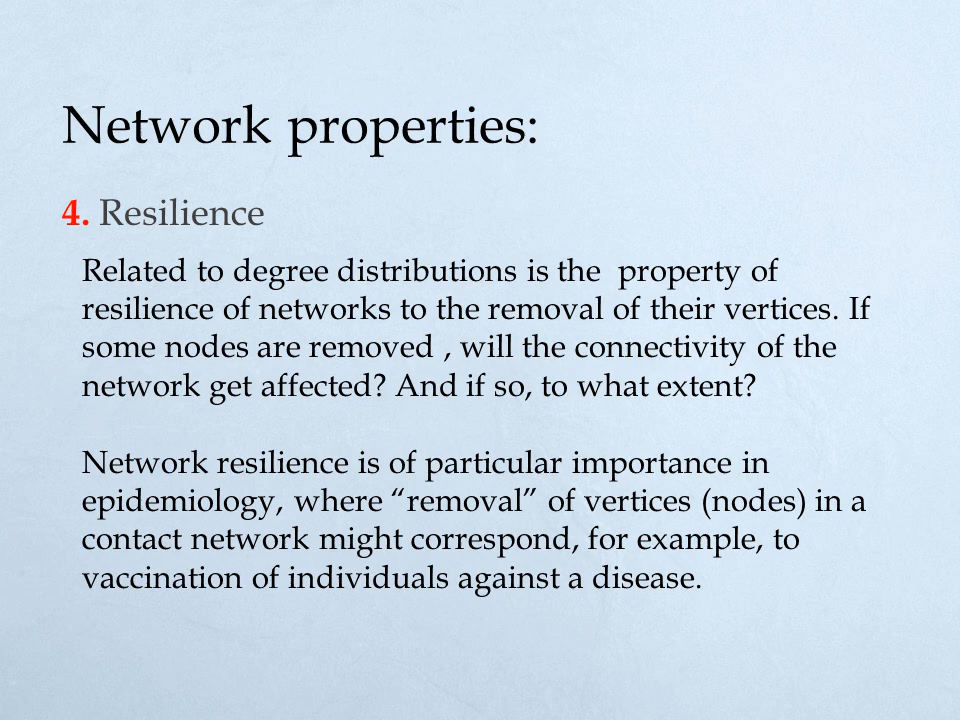 Network properties:
4. Resilience
Related to degree distributions is the  property of
resilience of networks to the removal of their vertices. If
some nodes are removed , will the connectivity of the
network get affected? And if so, to what extent?
Network resilience is of particular importance in
epidemiology, where “removal” of vertices (nodes) in a
contact network might correspond, for example, to
vaccination of individuals against a disease.